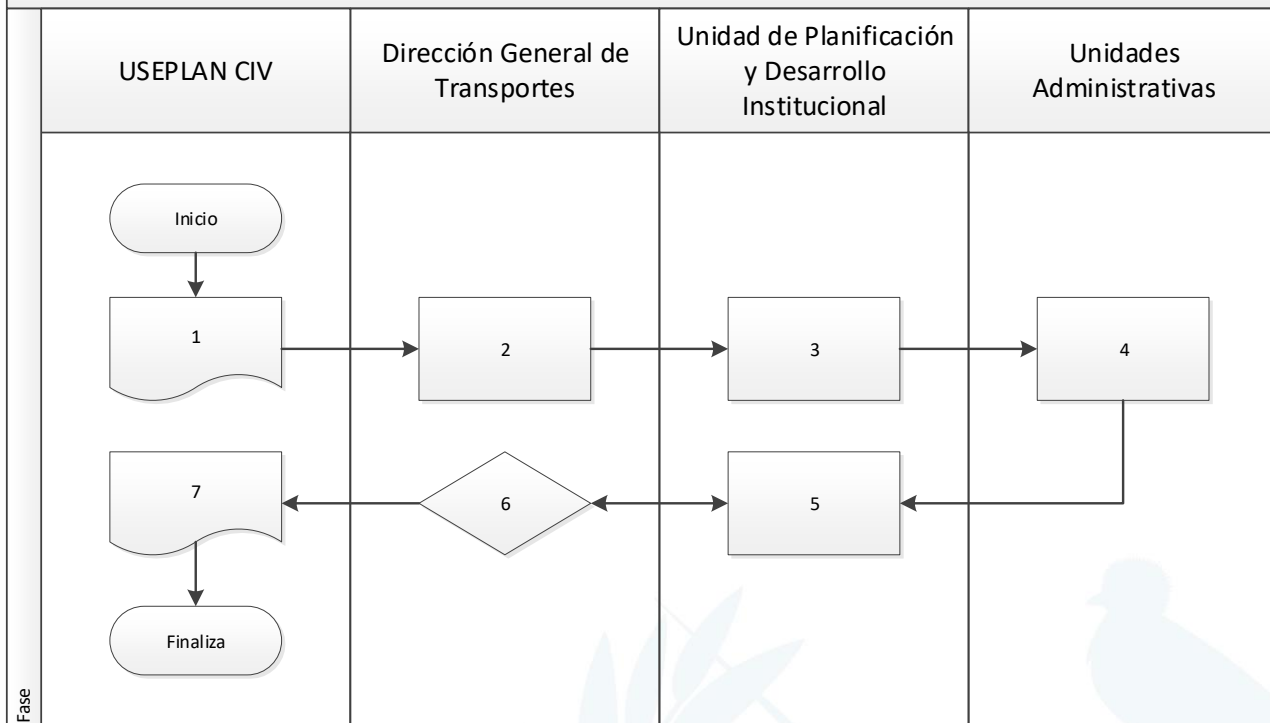 USEPLAN CIV
Dirección General de
Transportes
Unidad de Planificación
y Desarrollo
Institucional
Unidades
Administrativas
Inicio
1
2
3
4
7
6
5
Finaliza
Fase